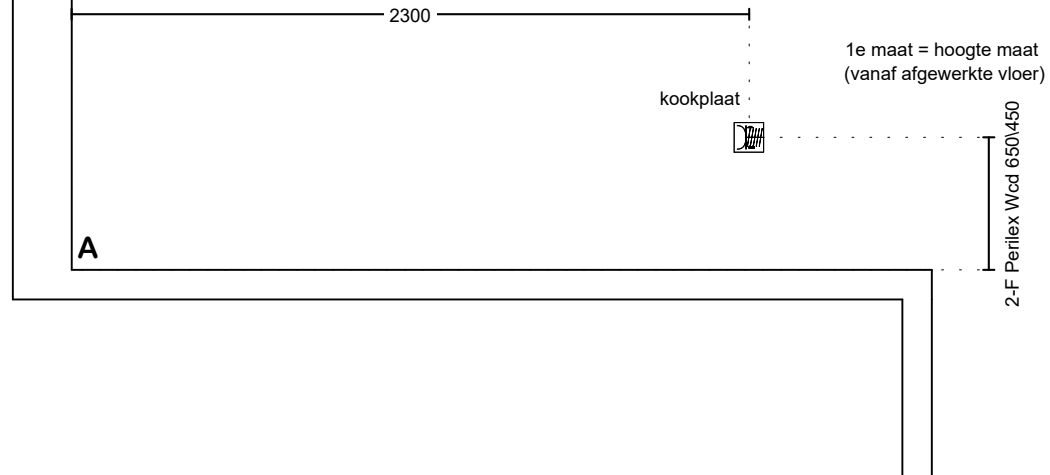 2300
1e maat = hoogte maat
(vanaf afgewerkte vloer)
kookplaat
2-F Perilex Wcd 650\450
A